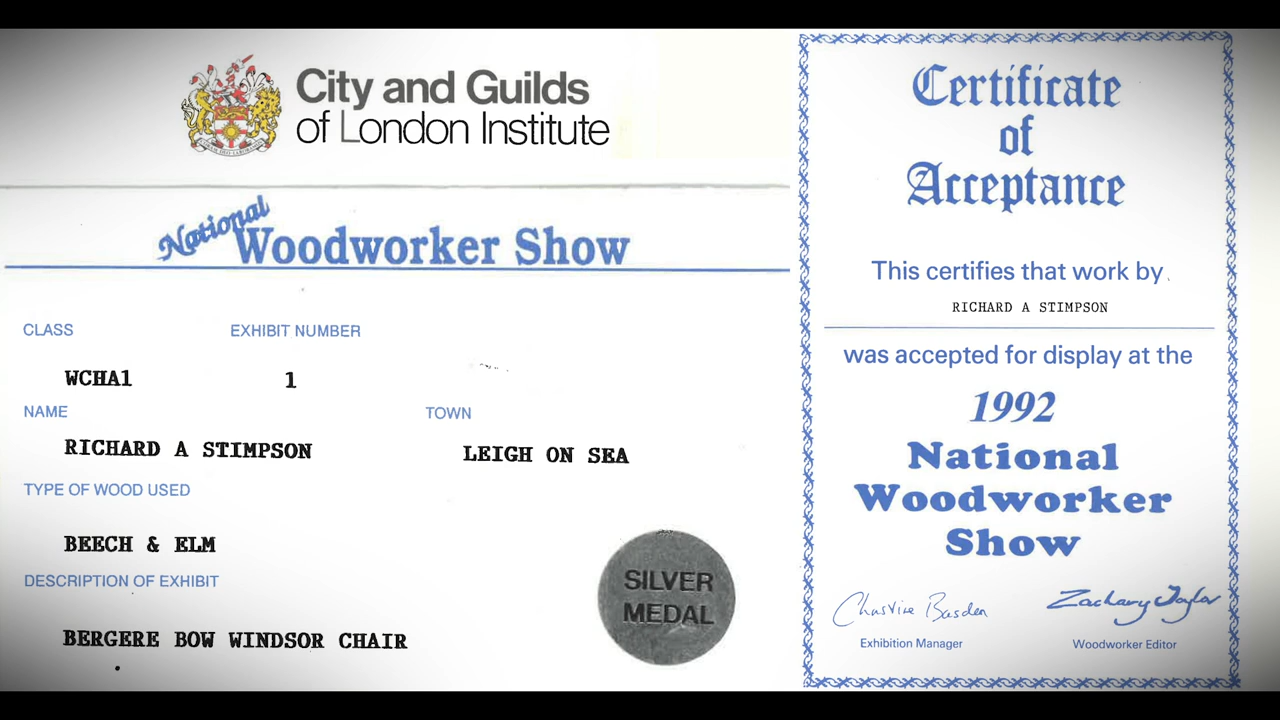 City and Guilds
of London Institute
National
Woodworker Show
CLASS EXHIBIT NUMBER
WCHA1 1
NAME TOWN
RICHARD A STIMPSON LEIGH ON SEA
TYPE OF WOOD USED
BEECH & ELM
DESCRIPTION OF EXHIBIT
BERGERE BOW WINDSOR CHAIR
SILVER
MEDAL
Certificate
of
Acceptance
This certifies that work by
RICHARD A STIMPSON
was accepted for display at the
1992
National
Woodworker
Show
Christine Basden Zachary Taylor
Exhibition Manager Woodworker Editor